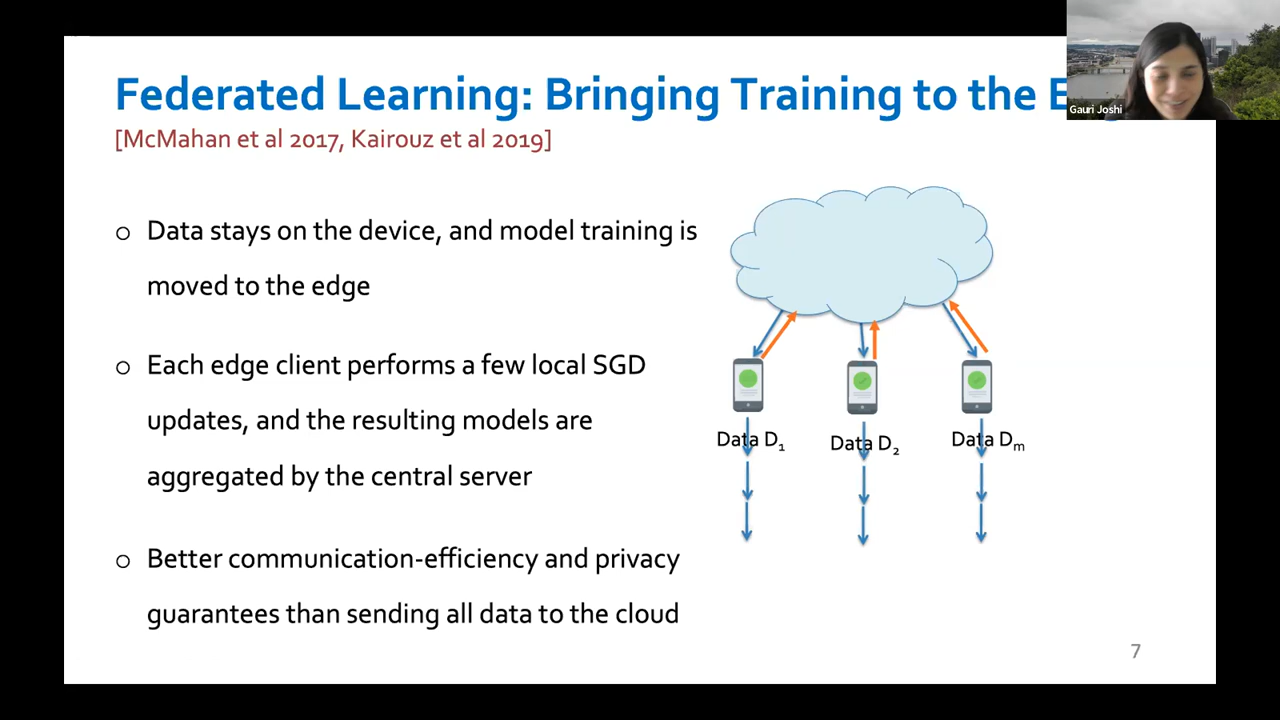 Federated Learning: Bringing Training to the
Gauri Joshi
[McMahan et al 2017, Kairouz et al 2019]
o Data stays on the device, and model training is
moved to the edge
o Each edge client performs a few local SGD
updates, and the resulting models are
aggregated by the central server
o Better communication-efficiency and privacy
guarantees than sending all data to the cloud
Data D1
Data D2
Data Dm
7